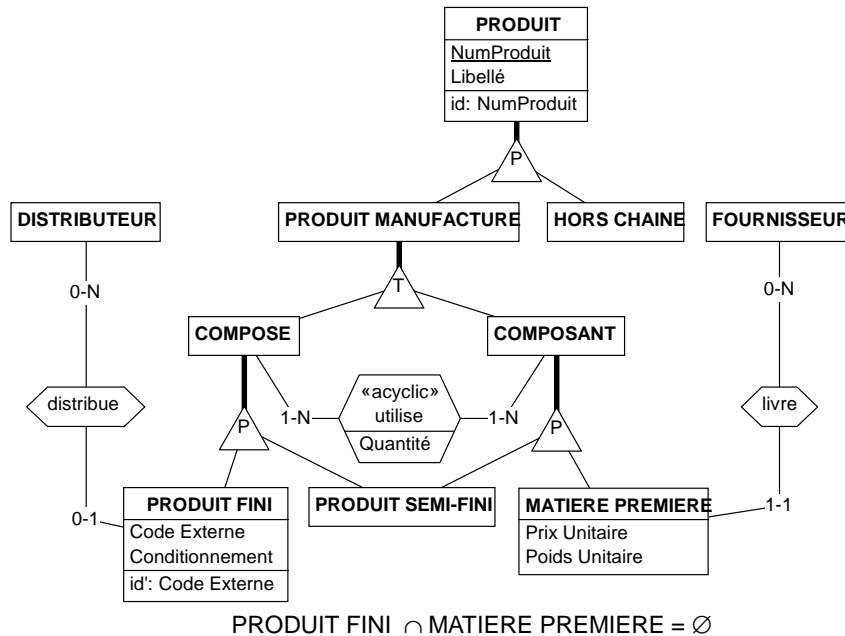 PRODUIT
NumProduit
Libellé
id: NumProduit
P
DISTRIBUTEUR
PRODUIT MANUFACTURE
HORS CHAINE
FOURNISSEUR
T
0-N
0-N
COMPOSE
COMPOSANT
distribue
1-N
«acyclic»
utilise
Quantité
1-N
livre
P
P
0-1
PRODUIT FINI
Code Externe
Conditionnement
id': Code Externe
PRODUIT SEMI-FINI
MATIERE PREMIERE
Prix Unitaire
Poids Unitaire
1-1
PRODUIT FINI ∩ MATIERE PREMIERE = ∅